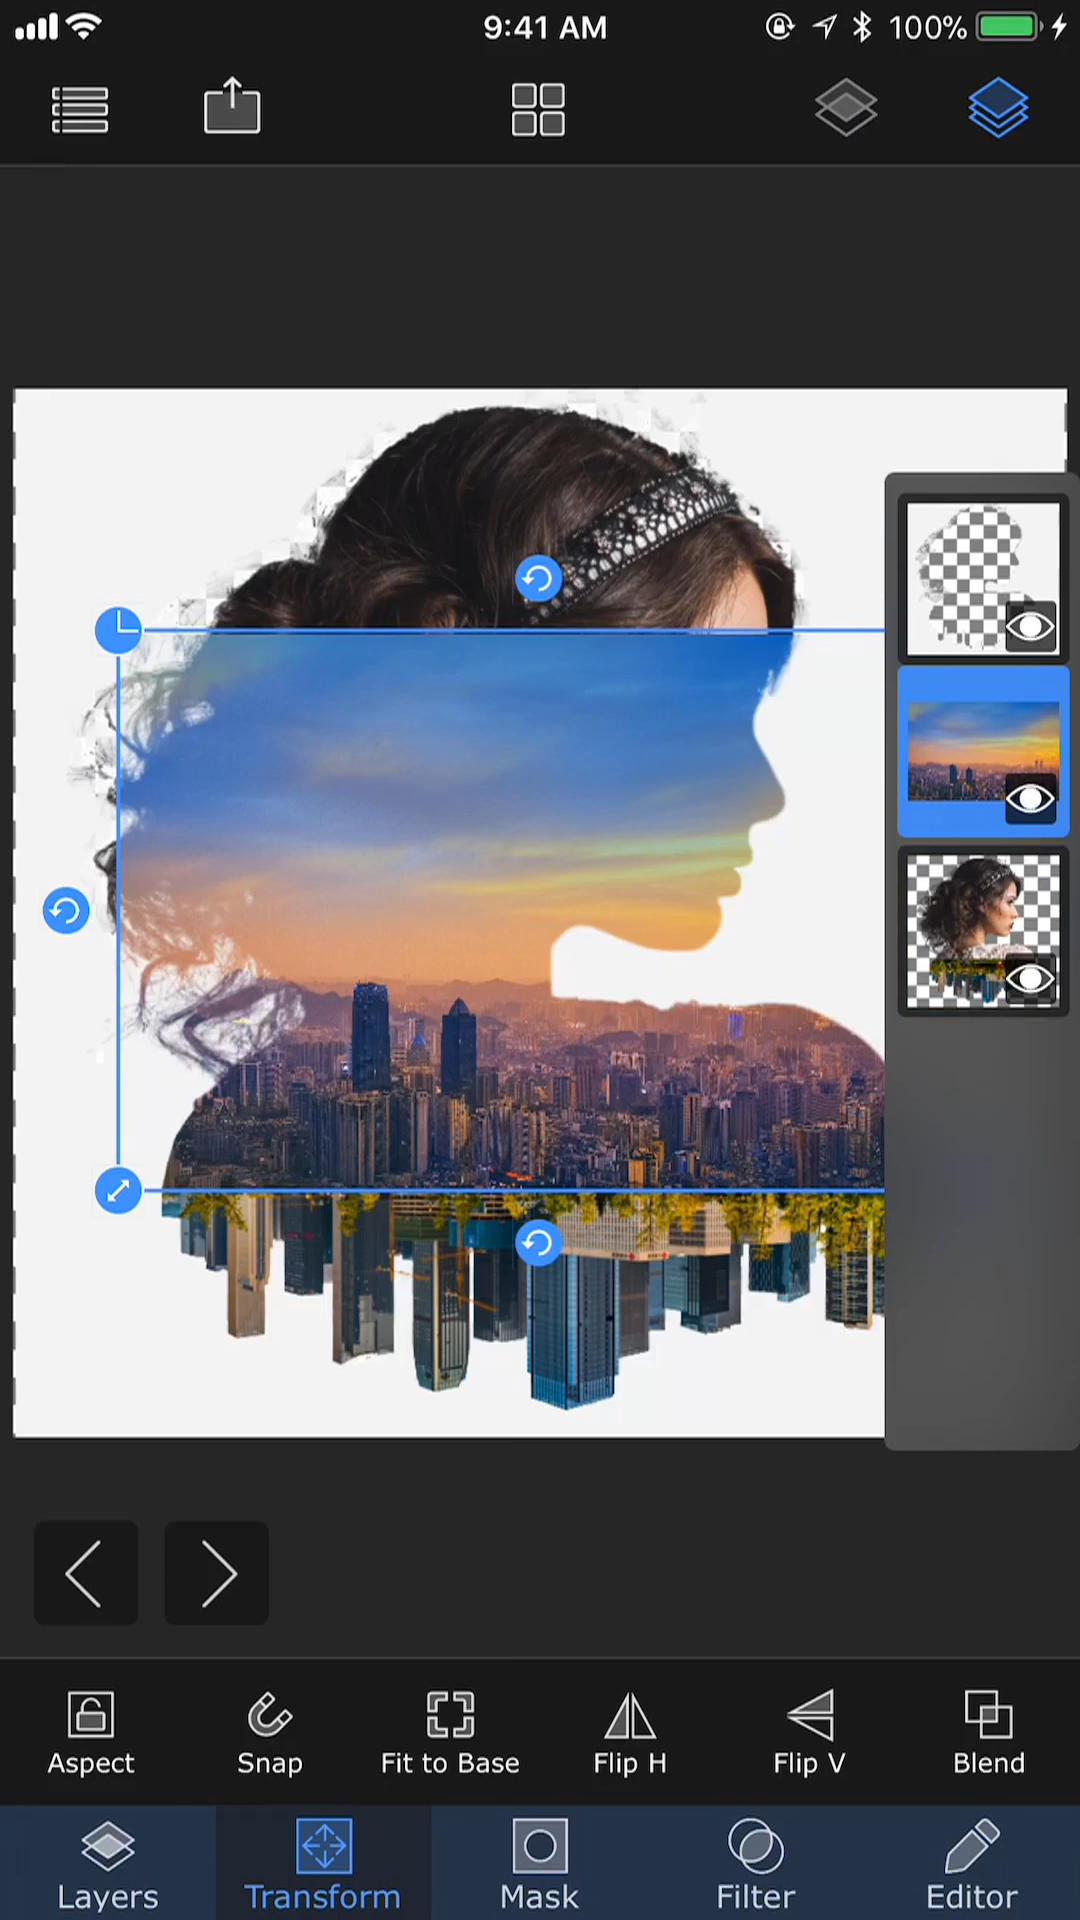 9:41 AM
100%
Aspect
Snap
Fit to Base
Flip H
Flip V
Blend
Layers
Transform
Mask
Filter
Editor